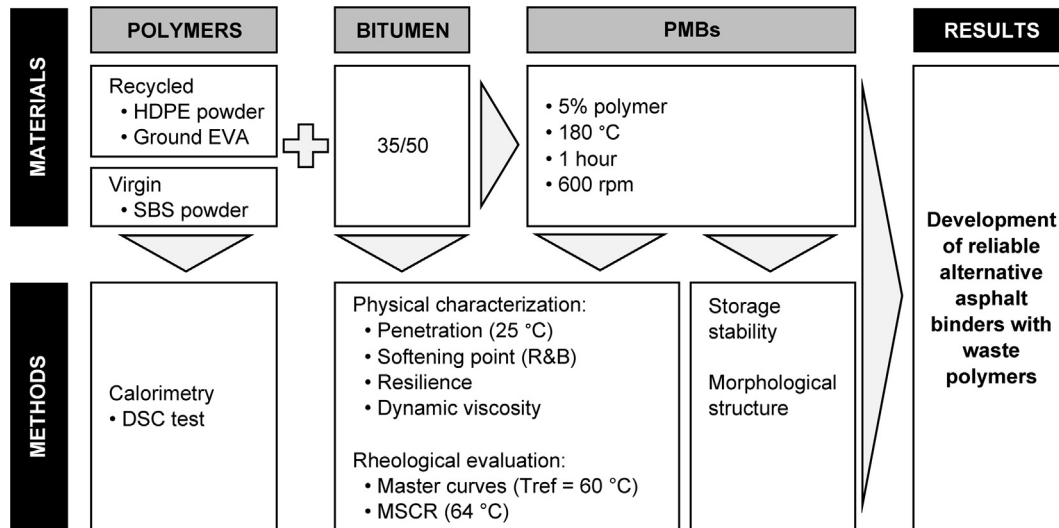 POLYMERS
BITUMEN
PMBs
RESULTS
MATERIALS
Recycled
• HDPE powder
• Ground EVA
Virgin
• SBS powder
35/50
• 5% polymer
• 180 °C
• 1 hour
• 600 rpm
Development
of reliable
alternative
asphalt
binders with
waste
polymers
METHODS
Calorimetry
• DSC test
Physical characterization:
• Penetration (25 °C)
• Softening point (R&B)
• Resilience
• Dynamic viscosity
Rheological evaluation:
• Master curves (Tref = 60 °C)
• MSCR (64 °C)
Storage
stability
Morphological
structure